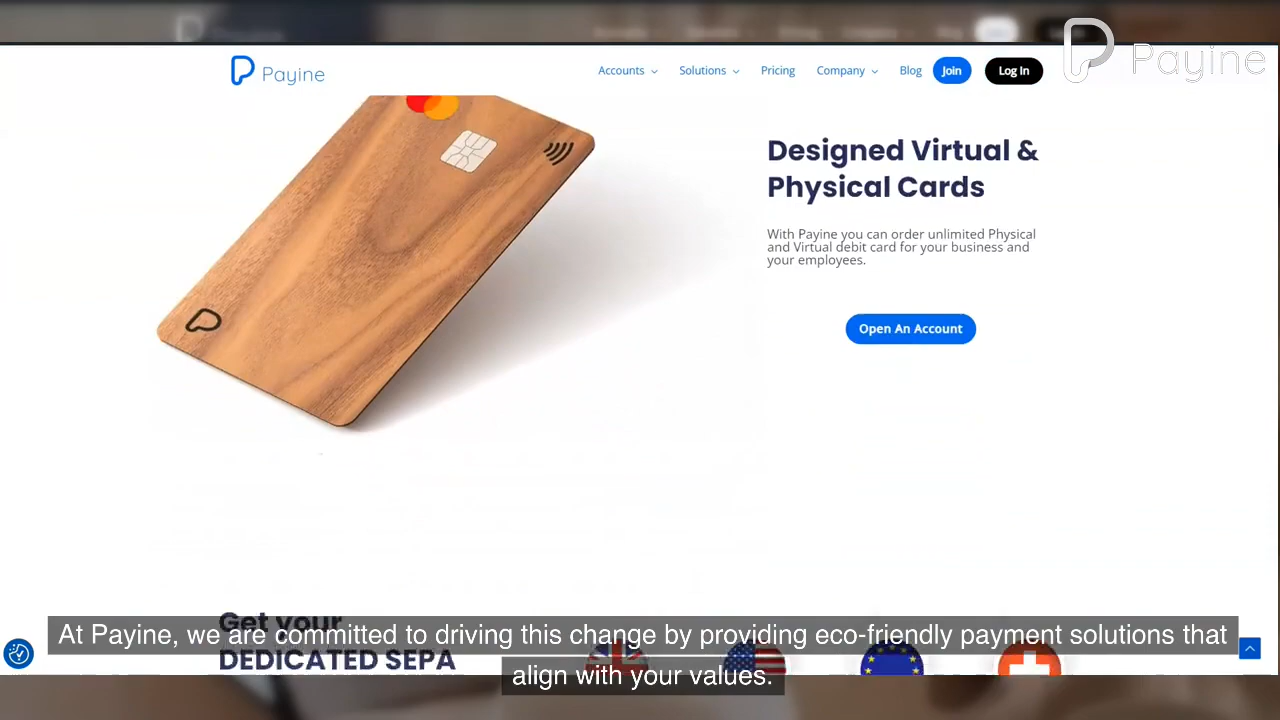 Payine
Accounts
Solutions
Pricing
Company
Blog
Join
Log In
Payine
Designed Virtual &
Physical Cards
With Payine you can order unlimited Physical
and Virtual debit card for your business and
your employees.
Open An Account
Get your
DEDICATED SEPA
At Payine, we are committed to driving this change by providing eco-friendly payment solutions that
align with your values.